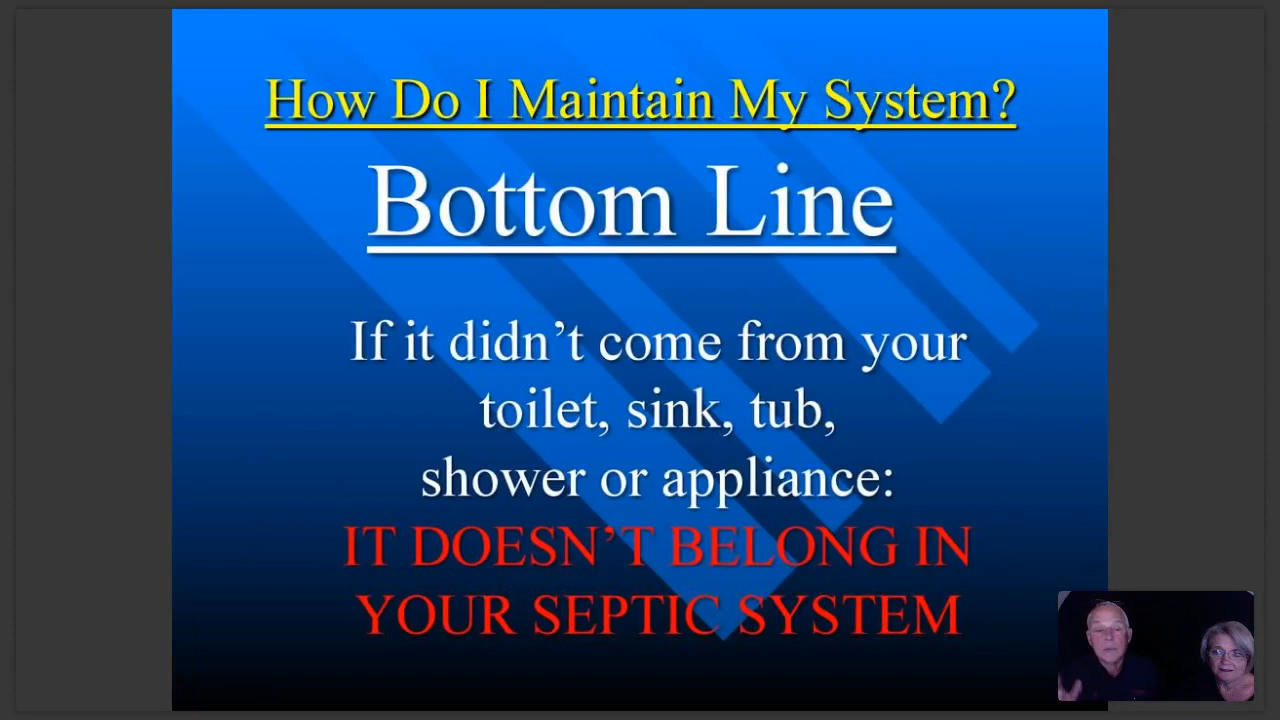 How Do I Maintain My System?
Bottom Line
If it didn’t come from your
toilet, sink, tub,
shower or appliance:
IT DOESN’T BELONG IN
YOUR SEPTIC SYSTEM